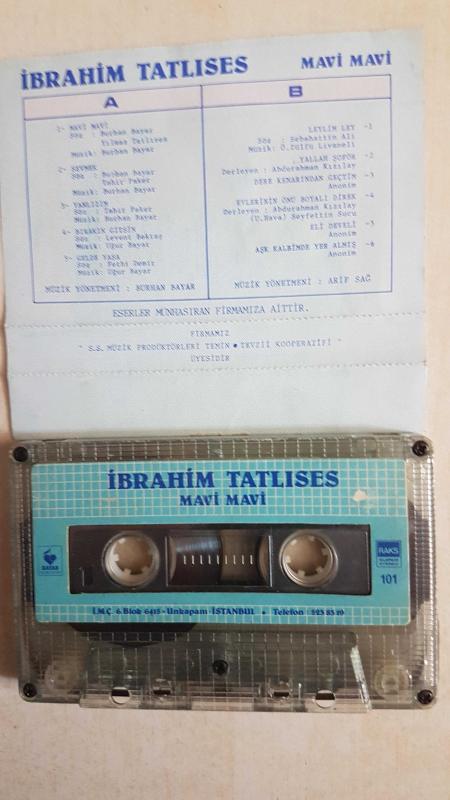 İBRAHİM TATLISES
MAVİ MAVİ
A
B
1- MAVİ MAVİ
Söz : Burhan Bayar
Yılmaz Tatlıses
Müzik: Burhan Bayar
2- SEVMEK
Söz : Burhan Bayar
Tahir Paker
Müzik: Burhan Bayar
3- YANLIZIM
Söz : Tahir Paker
Müzik: Burhan Bayar
4- BIRAKIN GİTSİN
Söz : Levent Bektaş
Müzik: Uğur Bayar
5- GELDE YASA
Söz : Fethi Demir
Müzik: Uğur Bayar
MÜZİK YÖNETMENİ : BURHAN BAYAR
LEYLİM LEY -1
Söz : Sebahattin Ali
Müzik: Ö.Zülfü Livaneli
YALLAH ŞOFÖR -2
Derleyen : Abdurahman Kızılay
DERE KENARINDAN GEÇTİM -3
Anonim
EVLERİNİN ÖNÜ BOYALI DİREK -4
Derleyen : Abdurahman Kızılay
(U.Hava) Seyfettin Sucu
ELİ DEVELİ -5
Anonim
AŞK KALBİMDE YER ALMIŞ -6
Anonim
MÜZİK YÖNETMENİ : ARİF SAĞ
ESERLER MÜNHASIRAN FİRMAMIZA AİTTİR.
FİRMAMIZ
" S.S. MÜZİK PRODÜKTÖRLERİ TEMİN ● TEVZİİ KOOPERATİFİ "
ÜYESİDİR
İBRAHİM TATLISES
MAVİ MAVİ
BAYAR
RAKS
101
İ.M.Ç. 6. Blok 6415 - Unkapanı - İSTANBUL • Telefon : 523 83 19